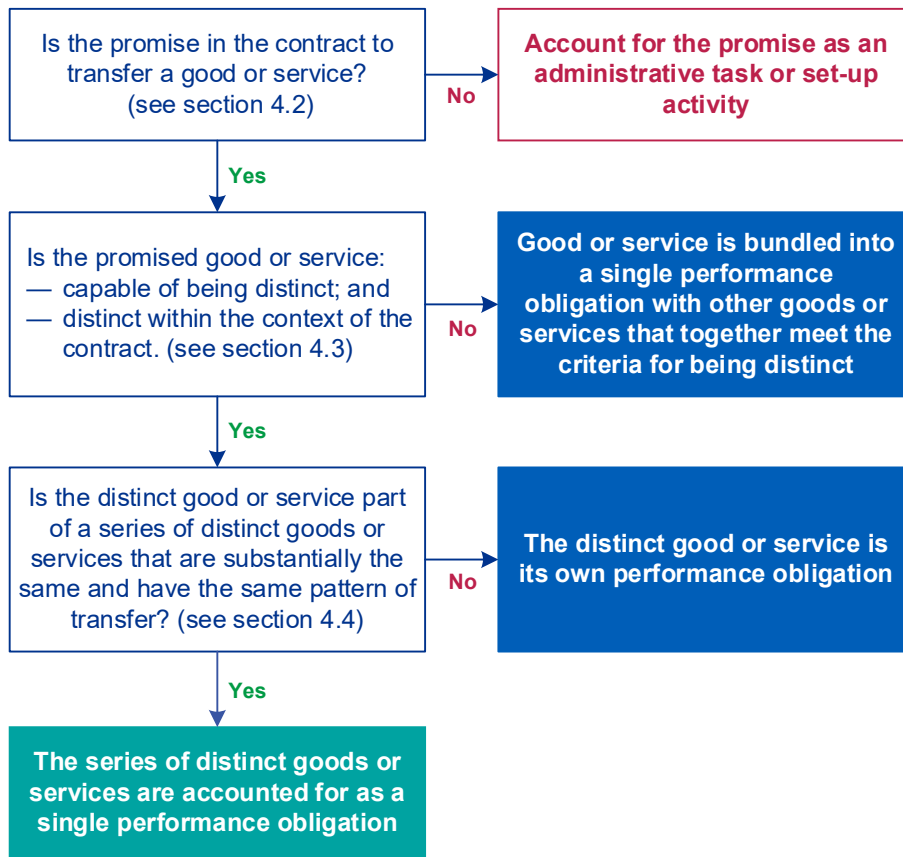 Is the promise in the contract to
transfer a good or service?
(see section 4.2)
No
Account for the promise as an
administrative task or set-up
activity
Yes
Is the promised good or service:
— capable of being distinct; and
— distinct within the context of the
contract. (see section 4.3)
No
Good or service is bundled into
a single performance
obligation with other goods or
services that together meet the
criteria for being distinct
Yes
Is the distinct good or service part
of a series of distinct goods or
services that are substantially the
same and have the same pattern of
transfer? (see section 4.4)
No
The distinct good or service is
its own performance obligation
Yes
The series of distinct goods or
services are accounted for as a
single performance obligation